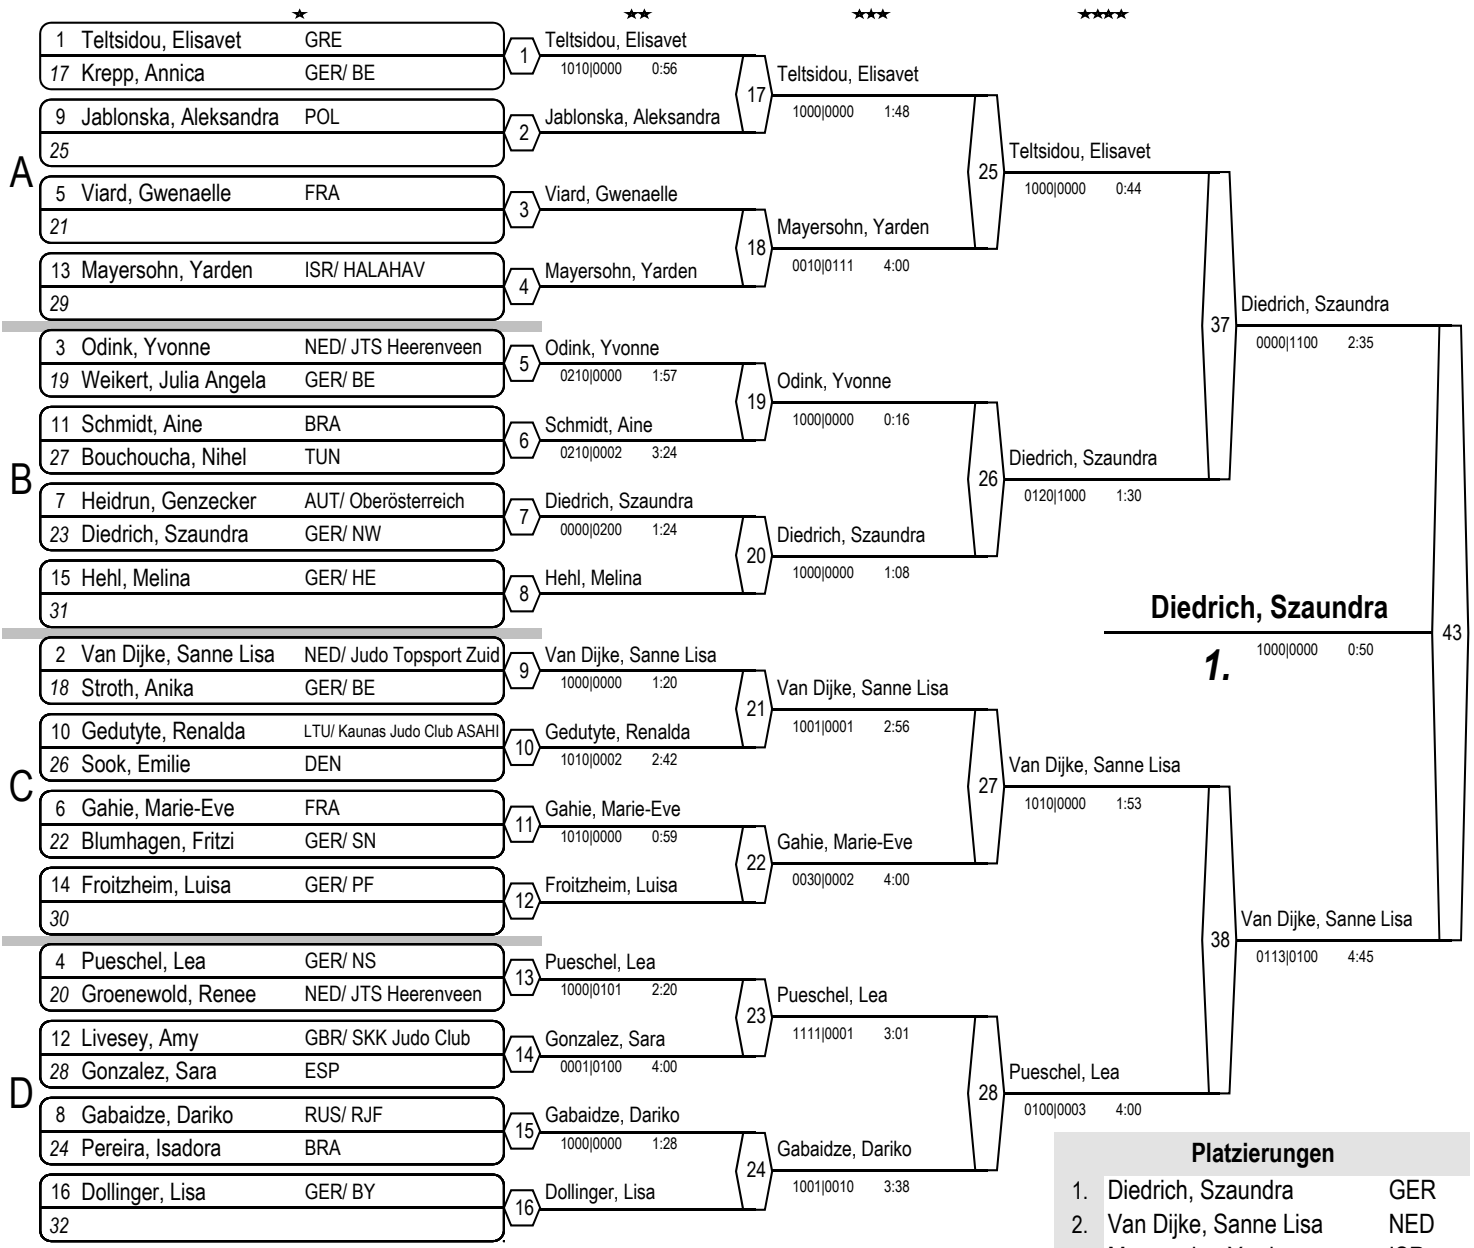 ★ ★★ ★★★ ★★★★
A
1 Teltsidou, Elisavet GRE
17 Krepp, Annica GER/ BE
9 Jablonska, Aleksandra POL
25
5 Viard, Gwenaelle FRA
21
13 Mayersohn, Yarden ISR/ HALAHAV
29
B
3 Odink, Yvonne NED/ JTS Heerenveen
19 Weikert, Julia Angela GER/ BE
11 Schmidt, Aine BRA
27 Bouchoucha, Nihel TUN
7 Heidrun, Genzecker AUT/ Oberösterreich
23 Diedrich, Szaundra GER/ NW
15 Hehl, Melina GER/ HE
31
C
2 Van Dijke, Sanne Lisa NED/ Judo Topsport Zuid
18 Stroth, Anika GER/ BE
10 Gedutyte, Renalda LTU/ Kaunas Judo Club ASAHI
26 Sook, Emilie DEN
6 Gahie, Marie-Eve FRA
22 Blumhagen, Fritzi GER/ SN
14 Froitzheim, Luisa GER/ PF
30
D
4 Pueschel, Lea GER/ NS
20 Groenewold, Renee NED/ JTS Heerenveen
12 Livesey, Amy GBR/ SKK Judo Club
28 Gonzalez, Sara ESP
8 Gabaidze, Dariko RUS/ RJF
24 Pereira, Isadora BRA
16 Dollinger, Lisa GER/ BY
32
1 Teltsidou, Elisavet
1010|0000 0:56
2 Jablonska, Aleksandra
3 Viard, Gwenaelle
4 Mayersohn, Yarden
5 Odink, Yvonne
0210|0000 1:57
6 Schmidt, Aine
0210|0002 3:24
7 Diedrich, Szaundra
0000|0200 1:24
8 Hehl, Melina
9 Van Dijke, Sanne Lisa
1000|0000 1:20
10 Gedutyte, Renalda
1010|0002 2:42
11 Gahie, Marie-Eve
1010|0000 0:59
12 Froitzheim, Luisa
13 Pueschel, Lea
1000|0101 2:20
14 Gonzalez, Sara
0001|0100 4:00
15 Gabaidze, Dariko
1000|0000 1:28
16 Dollinger, Lisa
17 Teltsidou, Elisavet
1000|0000 1:48
18 Mayersohn, Yarden
0010|0111 4:00
19 Odink, Yvonne
1000|0000 0:16
20 Diedrich, Szaundra
1000|0000 1:08
21 Van Dijke, Sanne Lisa
1001|0001 2:56
22 Gahie, Marie-Eve
0030|0002 4:00
23 Pueschel, Lea
1111|0001 3:01
24 Gabaidze, Dariko
1001|0010 3:38
25 Teltsidou, Elisavet
1000|0000 0:44
26 Diedrich, Szaundra
0120|1000 1:30
27 Van Dijke, Sanne Lisa
1010|0000 1:53
28 Pueschel, Lea
0100|0003 4:00
37 Diedrich, Szaundra
0000|1100 2:35
38 Van Dijke, Sanne Lisa
0113|0100 4:45
Diedrich, Szaundra 43
1. 1000|0000 0:50
Platzierungen
1. Diedrich, Szaundra GER
2. Van Dijke, Sanne Lisa NED